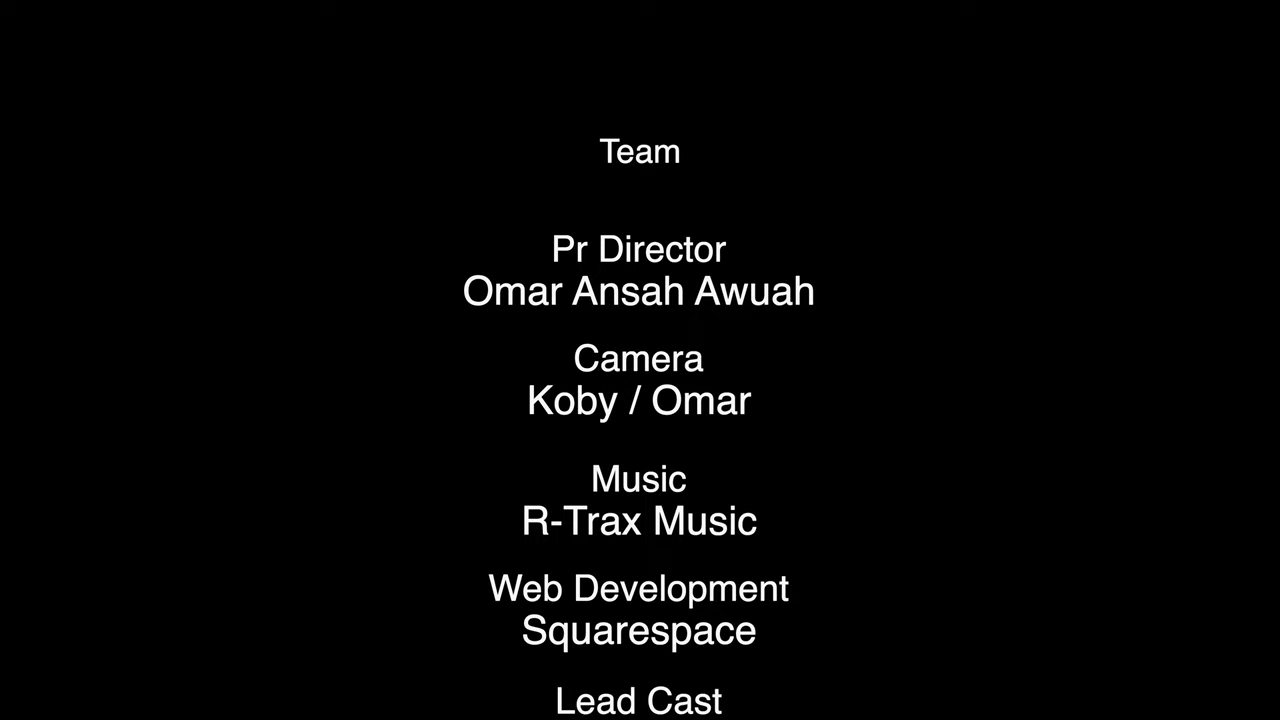 Team
Pr Director
Omar Ansah Awuah
Camera
Koby / Omar
Music
R-Trax Music
Web Development
Squarespace
Lead Cast